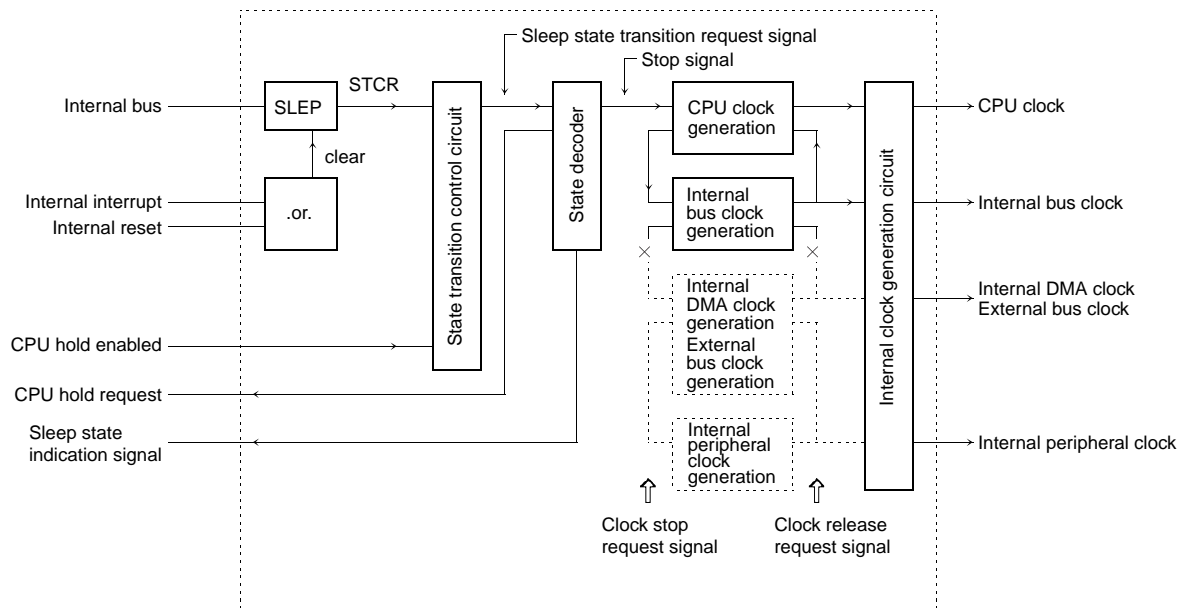 Sleep state transition request signal
Stop signal
Internal bus
SLEP
STCR
clear
Internal interrupt
Internal reset
.or.
State transition control circuit
State decoder
CPU clock
generation
Internal
bus clock
generation
Internal
DMA clock
generation
External
bus clock
generation
Internal
peripheral
clock
generation
Internal clock generation circuit
CPU clock
Internal bus clock
Internal DMA clock
External bus clock
Internal peripheral clock
CPU hold enabled
CPU hold request
Sleep state
indication signal
Clock stop
request signal
Clock release
request signal